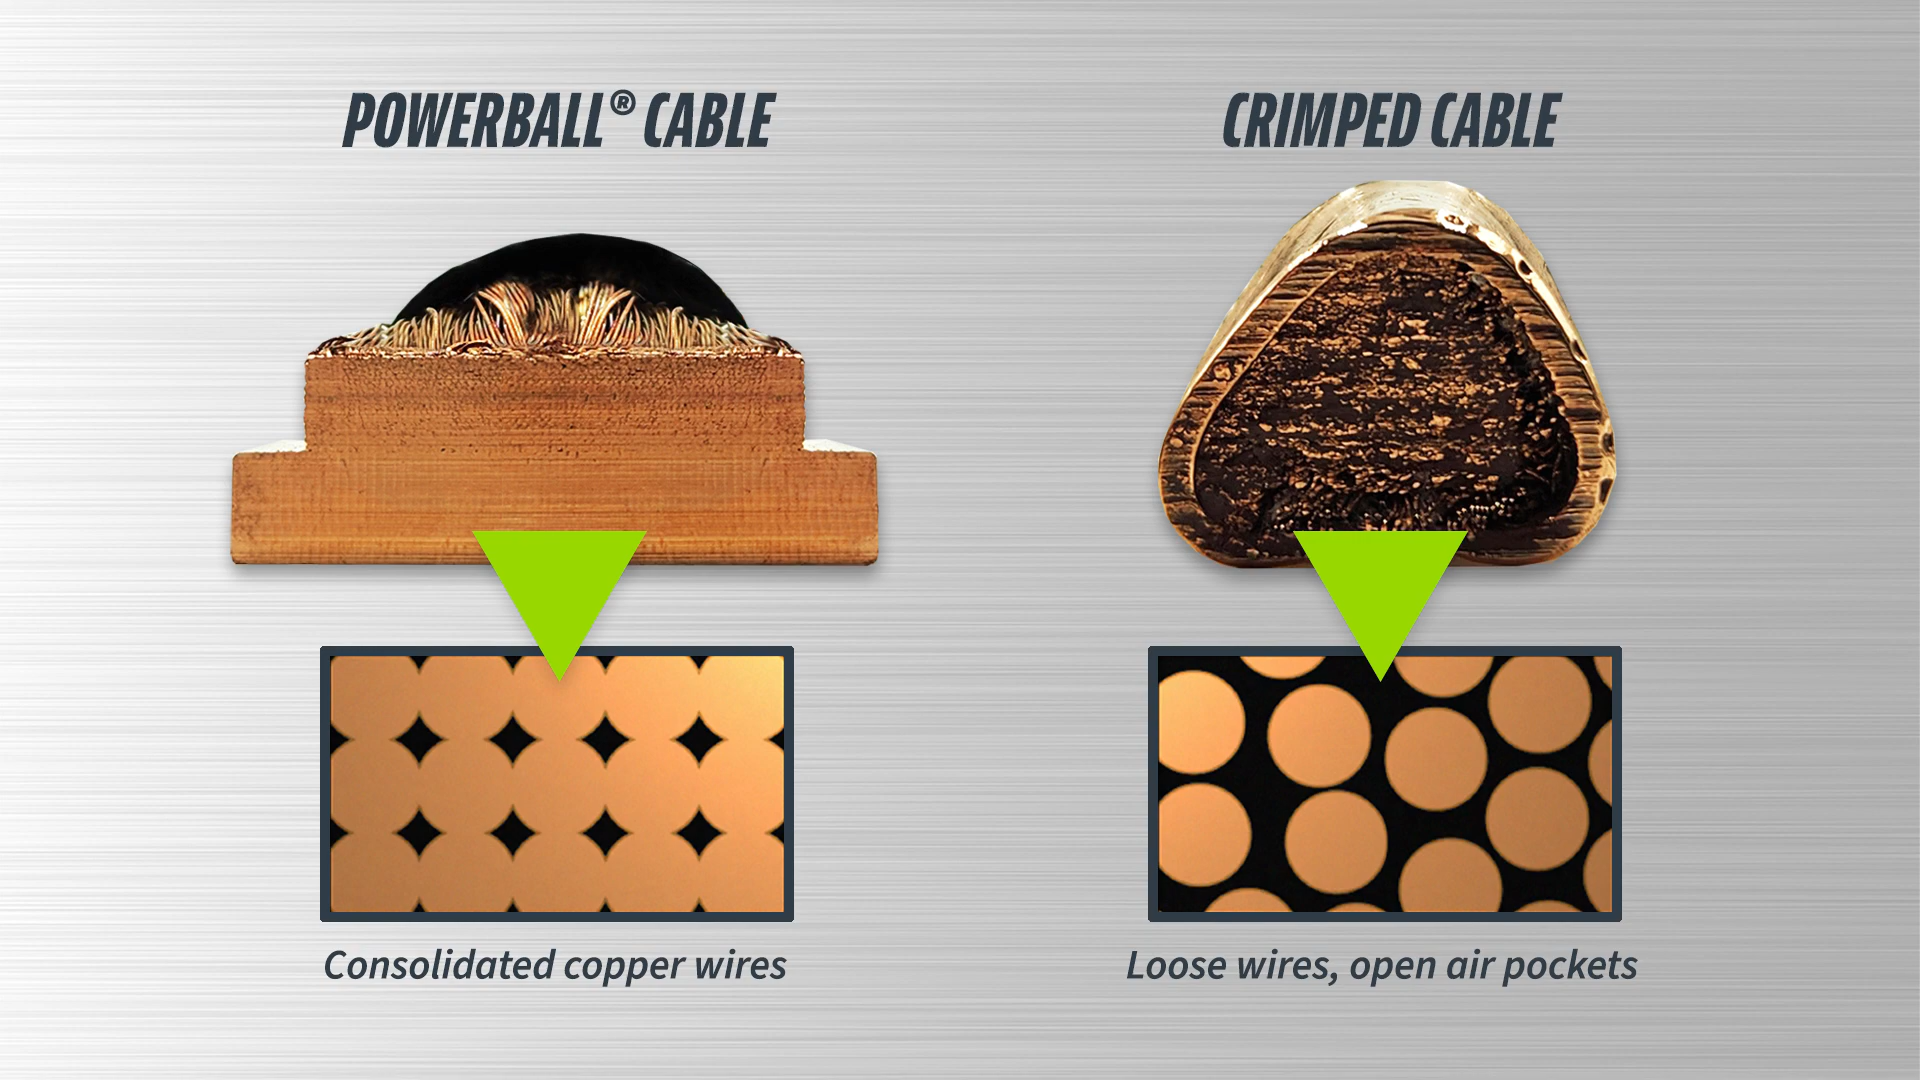 POWERBALL® CABLE
CRIMPED CABLE
Consolidated copper wires
Loose wires, open air pockets